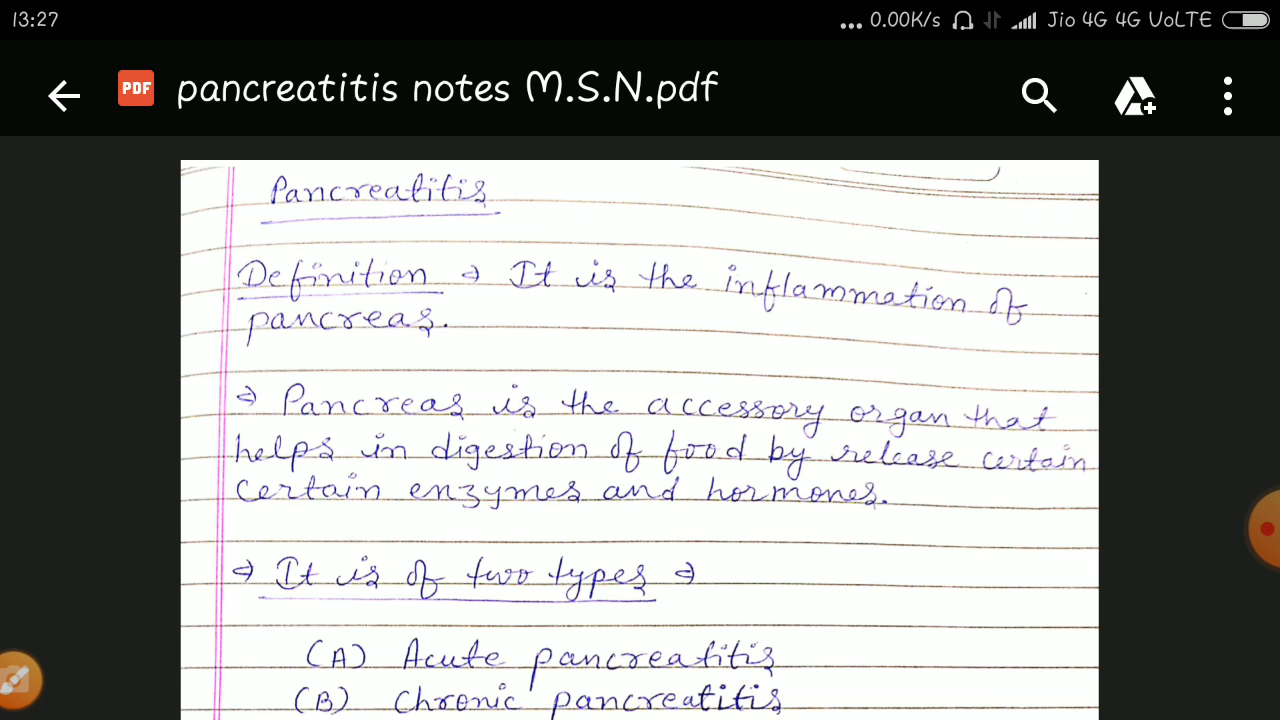 13:27 ... 0.00K/s Jio 4G 4G VoLTE
PDF pancreatitis notes M.S.N.pdf
Pancreatitis
Definition ⇒ It is the inflammation of
pancreas.
⇒ Pancreas is the accessory organ that
helps in digestion of food by release certain
certain enzymes and hormones.
⇒ It is of two types ⇒
(A) Acute pancreatitis
(B) Chronic pancreatitis